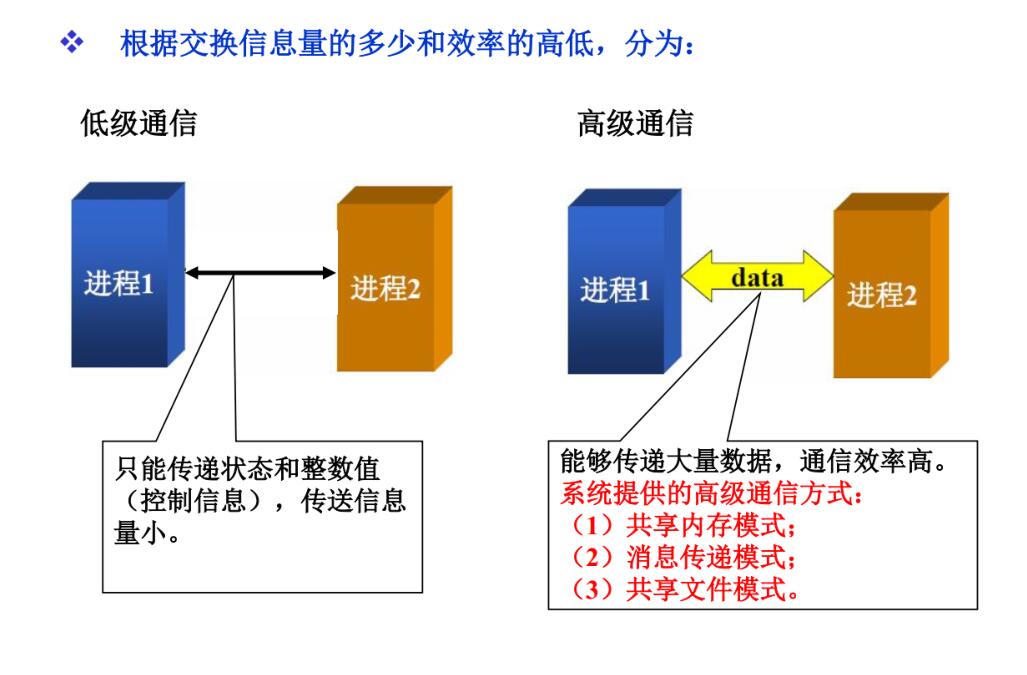 ❖ 根据交换信息量的多少和效率的高低，分为：
低级通信
高级通信
进程1
进程2
进程1
data
进程2
只能传递状态和整数值
（控制信息），传送信息
量小。
能够传递大量数据，通信效率高。
系统提供的高级通信方式：
（1）共享内存模式；
（2）消息传递模式；
（3）共享文件模式。